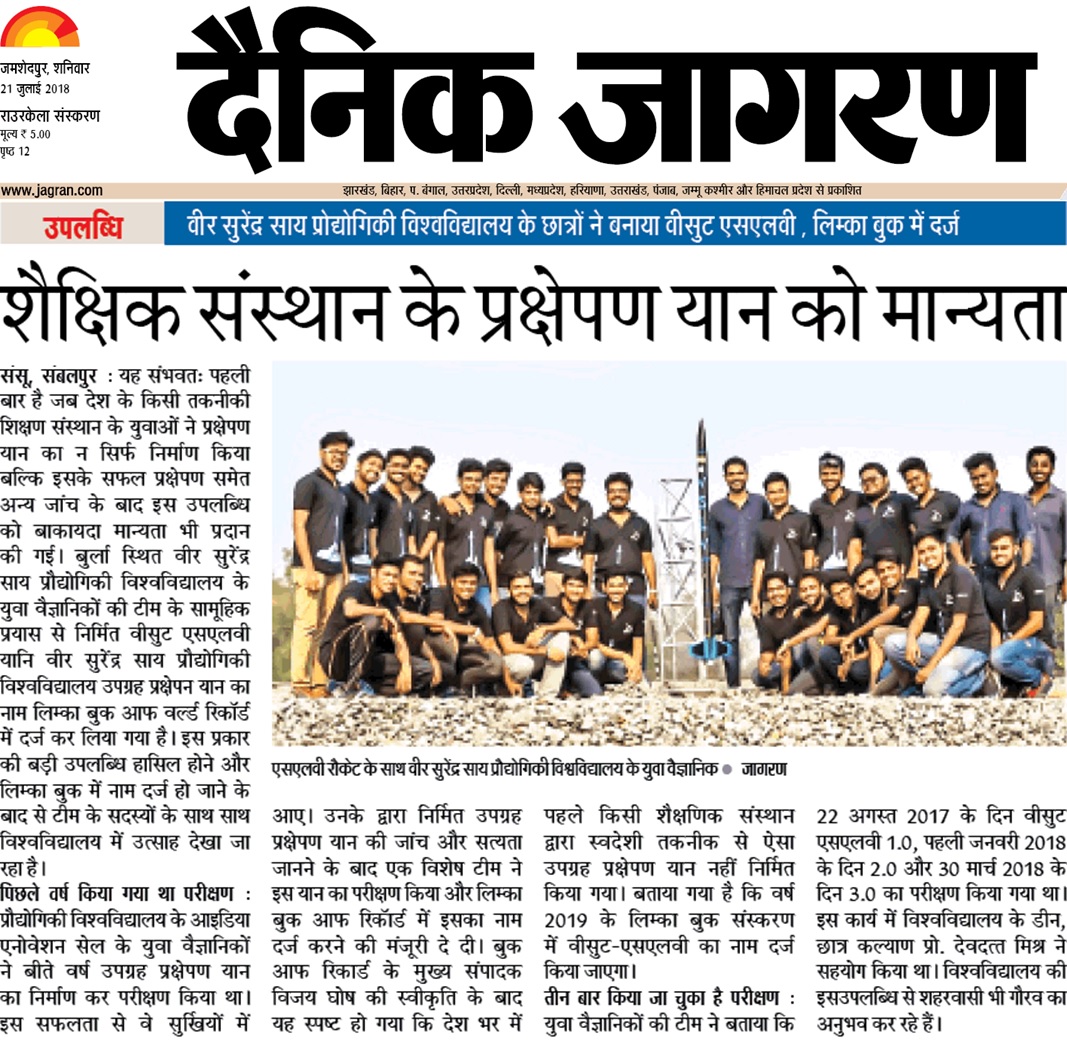 जमशेदपुर, शनिवार
21 जुलाई 2018
राउरकेला संस्करण
मूल्य ₹ 5.00
पृष्ठ 12
दैनिक जागरण
www.jagran.com
झारखंड, बिहार, प. बंगाल, उतरप्रदेश, दिल्ली, मध्यप्रदेश, हरियाणा, उत्तराखंड, पंजाब, जम्मू कश्मीर और हिमाचल प्रदेश से प्रकाशित
उपलब्धि
वीर सुरेंद्र साय प्रोद्योगिकी विश्वविद्यालय के छात्रों ने बनाया वीसुट एसएलवी , लिम्का बुक में दर्ज
शैक्षिक संस्थान के प्रक्षेपण यान को मान्यता
संसू, संबलपुर : यह संभवतः पहली
बार है जब देश के किसी तकनीकी
शिक्षण संस्थान के युवाओं ने प्रक्षेपण
यान का न सिर्फ निर्माण किया
बल्कि इसके सफल प्रक्षेपण समेत
अन्य जांच के बाद इस उपलब्धि
को बाकायदा मान्यता भी प्रदान
की गई। बुर्ला स्थित वीर सुरेंद्र
साय प्रौद्योगिकी विश्वविद्यालय के
युवा वैज्ञानिकों की टीम के सामूहिक
प्रयास से निर्मित वीसुट एसएलवी
यानि वीर सुरेंद्र साय प्रौद्योगिकी
विश्वविद्यालय उपग्रह प्रक्षेपन यान का
नाम लिम्का बुक आफ वर्ल्ड रिकॉर्ड
में दर्ज कर लिया गया है। इस प्रकार
की बड़ी उपलब्धि हासिल होने और
लिम्का बुक में नाम दर्ज हो जाने के
बाद से टीम के सदस्यों के साथ साथ
विश्वविद्यालय में उत्साह देखा जा
रहा है।
पिछले वर्ष किया गया था परीक्षण :
प्रौद्योगिकी विश्वविद्यालय के आइडिया
एनोवेशन सेल के युवा वैज्ञानिकों
ने बीते वर्ष उपग्रह प्रक्षेपण यान
का निर्माण कर परीक्षण किया था।
इस सफलता से वे सुर्खियों में
एसएलवी रॉकेट के साथ वीर सुरेंद्र साय प्रौद्योगिकी विश्वविद्यालय के युवा वैज्ञानिक ● जागरण
आए। उनके द्वारा निर्मित उपग्रह
प्रक्षेपण यान की जांच और सत्यता
जानने के बाद एक विशेष टीम ने
इस यान का परीक्षण किया और लिम्का
बुक आफ रिकॉर्ड में इसका नाम
दर्ज करने की मंजूरी दे दी। बुक
आफ रिकार्ड के मुख्य संपादक
विजय घोष की स्वीकृति के बाद
यह स्पष्ट हो गया कि देश भर में
पहले किसी शैक्षणिक संस्थान
द्वारा स्वदेशी तकनीक से ऐसा
उपग्रह प्रक्षेपण यान नहीं निर्मित
किया गया। बताया गया है कि वर्ष
2019 के लिम्का बुक संस्करण
में वीसुट-एसएलवी का नाम दर्ज
किया जाएगा।
तीन बार किया जा चुका है परीक्षण :
युवा वैज्ञानिकों की टीम ने बताया कि
22 अगस्त 2017 के दिन वीसुट
एसएलवी 1.0, पहली जनवरी 2018
के दिन 2.0 और 30 मार्च 2018 के
दिन 3.0 का परीक्षण किया गया था।
इस कार्य में विश्वविद्यालय के डीन,
छात्र कल्याण प्रो. देवदत्त मिश्र ने
सहयोग किया था। विश्वविद्यालय की
इसउपलब्धि से शहरवासी भी गौरव का
अनुभव कर रहे हैं।